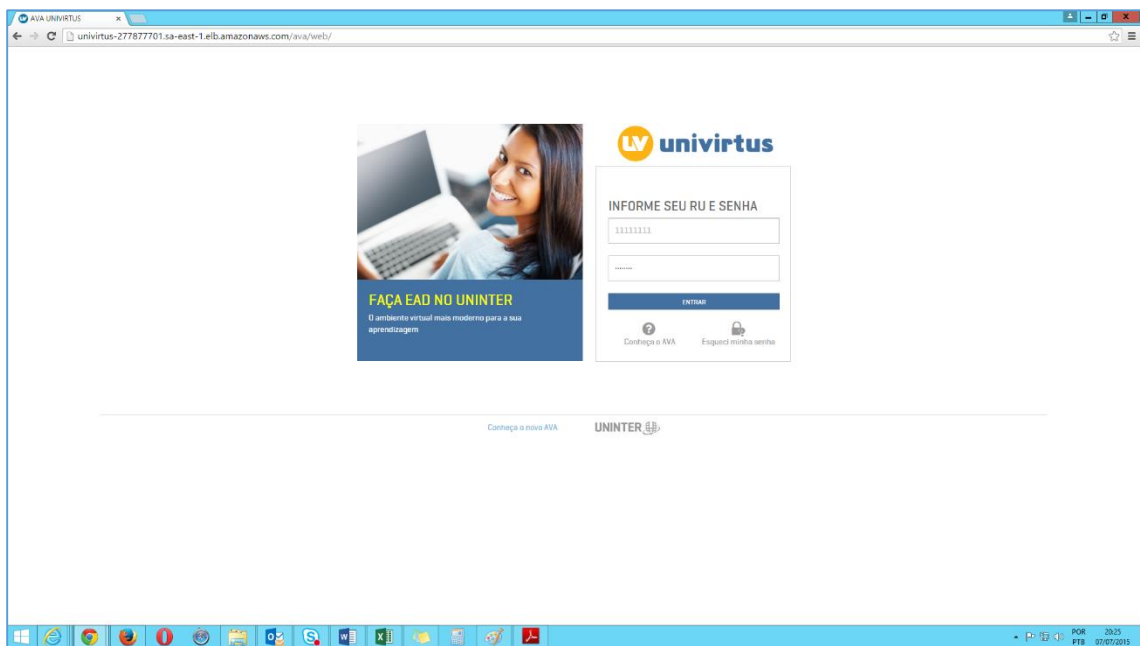 AVA UNIVIRTUS
univirtus-277877701.sa-east-1.elb.amazonaws.com/ava/web/
univirtus
INFORME SEU RU E SENHA
11111111
........
ENTRAR
Conheça o AVA
Esqueci minha senha
FAÇA EAD NO UNINTER
O ambiente virtual mais moderno para a sua
aprendizagem
Conheça o novo AVA
UNINTER
POR
PTB
20:25
07/07/2015